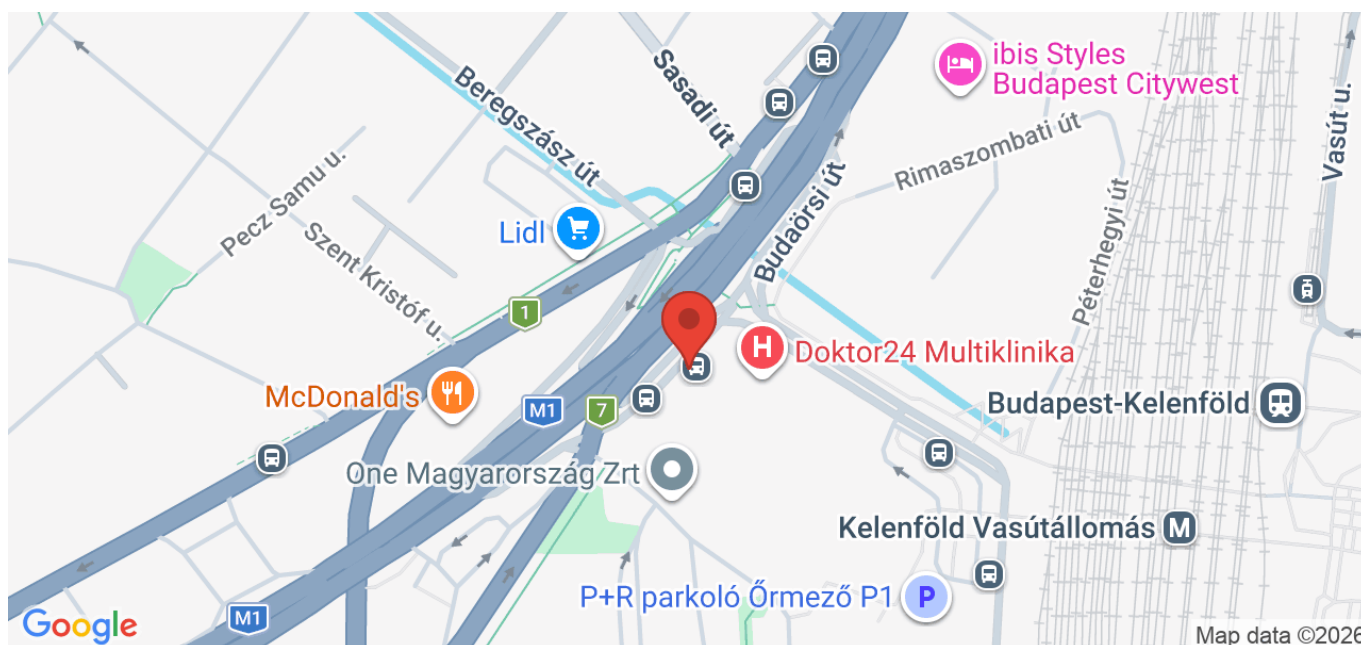 ibis Styles
Budapest Citywest
Sasadi út
Beregszász út
Vasút u.
Rimaszombati út
Pecz Samu u.
Szent Kristóf u.
Lidl
Budaörsi út
Péterhegyi út
1
H
Doktor24 Multiklinika
McDonald's
M1
7
Budapest-Kelenföld
One Magyarország Zrt
Kelenföld Vasútállomás
M
P+R parkoló Őrmező P1
P
M1
Google
Map data ©2026